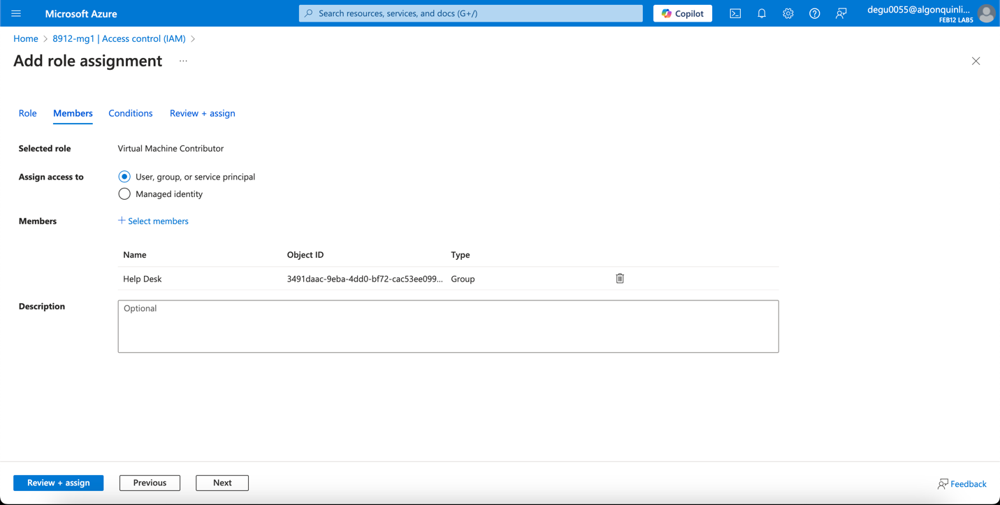 Microsoft Azure
Search resources, services, and docs (G+/)
Copilot
degu0055@algonquinli...
FEB12 LAB5
Home > 8912-mg1 | Access control (IAM) >
Add role assignment ...
Role Members Conditions Review + assign
Selected role Virtual Machine Contributor
Assign access to User, group, or service principal
Managed identity
Members + Select members
Name Object ID Type
Help Desk 3491daac-9eba-4dd0-bf72-cac53ee099... Group
Description Optional
Review + assign Previous Next Feedback